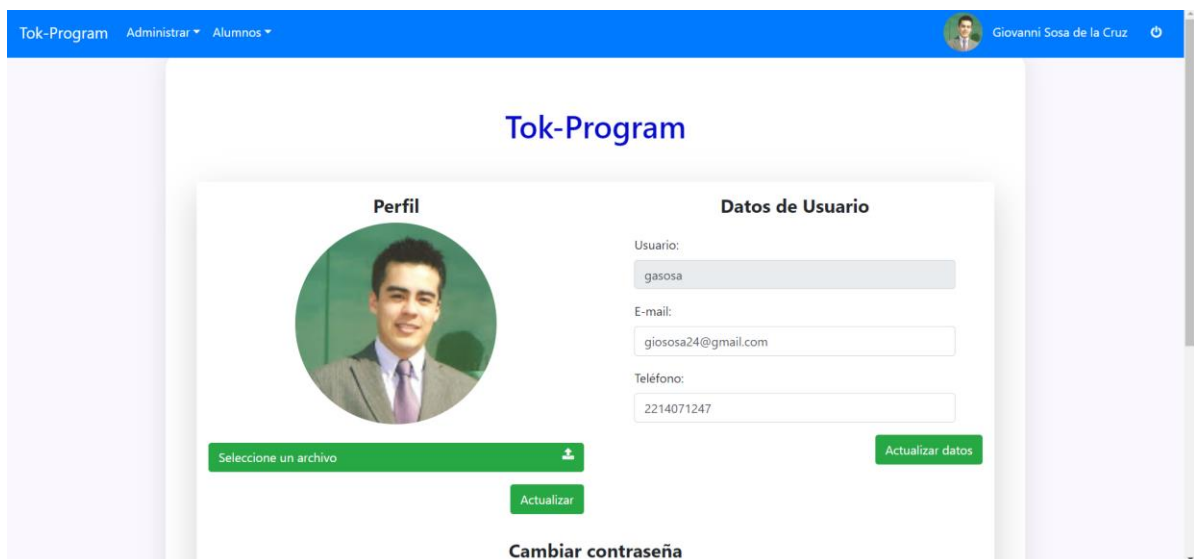 Tok-Program Administrar Alumnos Giovanni Sosa de la Cruz
Tok-Program
Perfil
Seleccione un archivo
Actualizar
Datos de Usuario
Usuario:
gasosa
E-mail:
giososa24@gmail.com
Teléfono:
2214071247
Actualizar datos
Cambiar contraseña